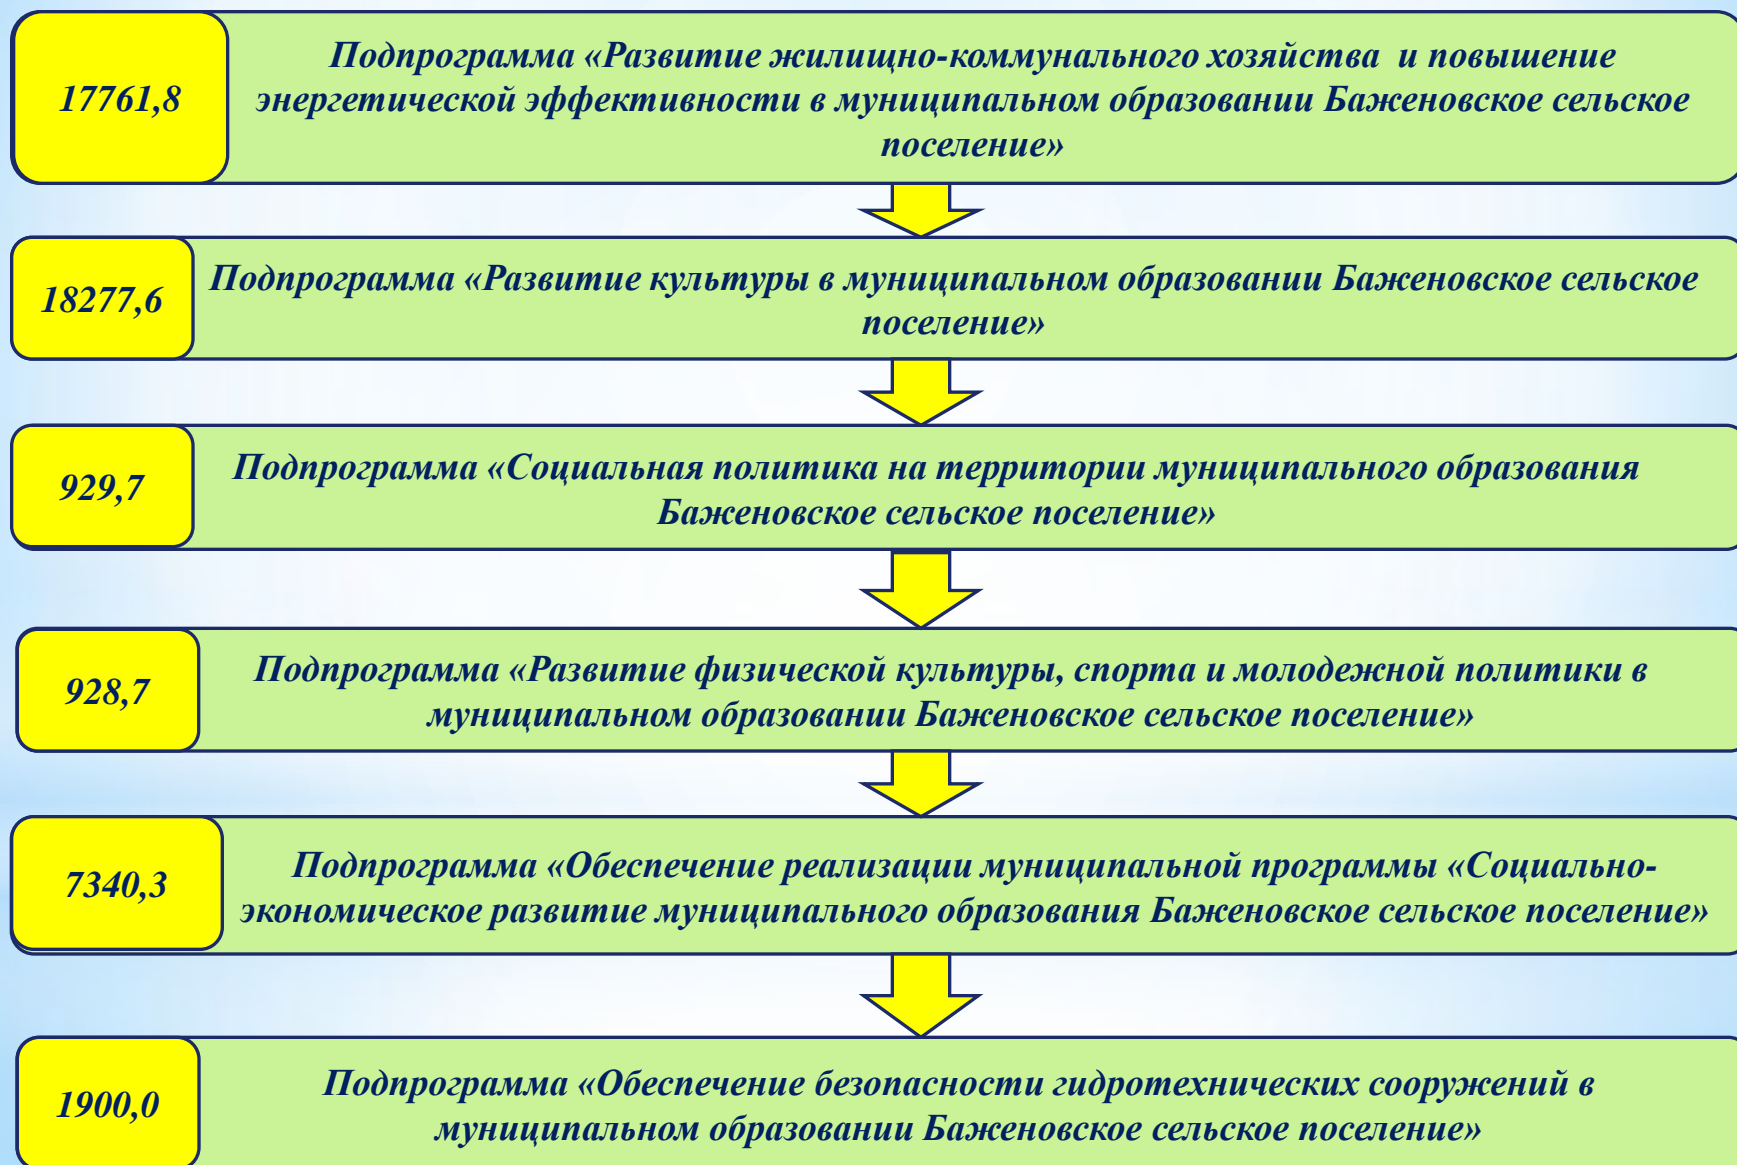 17761,8
Подпрограмма «Развитие жилищно-коммунального хозяйства и повышение
энергетической эффективности в муниципальном образовании Баженовское сельское
поселение»
18277,6
Подпрограмма «Развитие культуры в муниципальном образовании Баженовское сельское
поселение»
929,7
Подпрограмма «Социальная политика на территории муниципального образования
Баженовское сельское поселение»
928,7
Подпрограмма «Развитие физической культуры, спорта и молодежной политики в
муниципальном образовании Баженовское сельское поселение»
7340,3
Подпрограмма «Обеспечение реализации муниципальной программы «Социально-
экономическое развитие муниципального образования Баженовское сельское поселение»
1900,0
Подпрограмма «Обеспечение безопасности гидротехнических сооружений в
муниципальном образовании Баженовское сельское поселение»